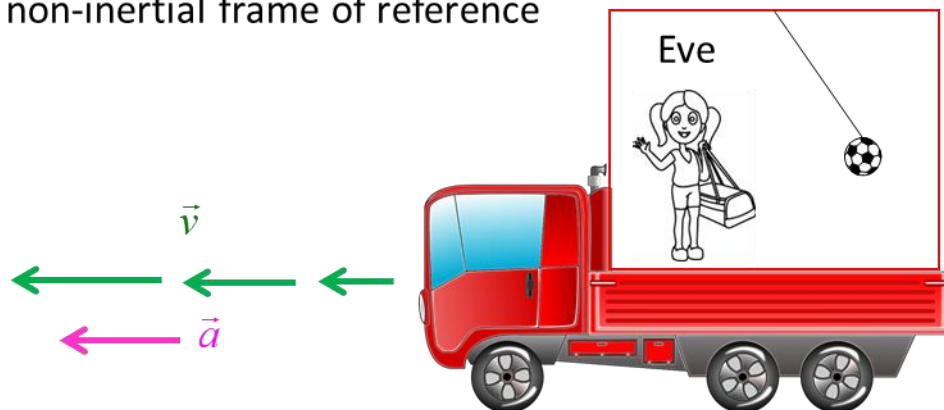 non-inertial frame of reference
Eve
v⃗
a⃗